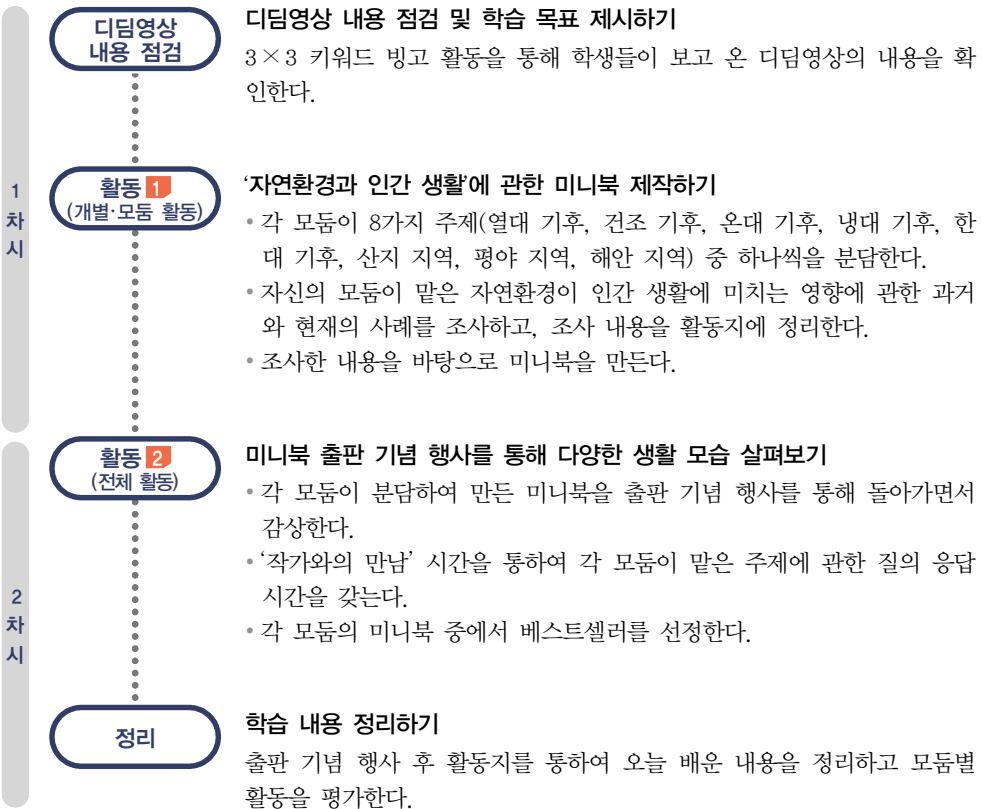 디딤영상
내용 점검
디딤영상 내용 점검 및 학습 목표 제시하기
3×3 키워드 빙고 활동을 통해 학생들이 보고 온 디딤영상의 내용을 확
인한다.
1
차
시
활동 1
(개별·모둠 활동)
‘자연환경과 인간 생활’에 관한 미니북 제작하기
• 각 모둠이 8가지 주제(열대 기후, 건조 기후, 온대 기후, 냉대 기후, 한
대 기후, 산지 지역, 평야 지역, 해안 지역) 중 하나씩을 분담한다.
• 자신의 모둠이 맡은 자연환경이 인간 생활에 미치는 영향에 관한 과거
와 현재의 사례를 조사하고, 조사 내용을 활동지에 정리한다.
• 조사한 내용을 바탕으로 미니북을 만든다.
활동 2
(전체 활동)
미니북 출판 기념 행사를 통해 다양한 생활 모습 살펴보기
• 각 모둠이 분담하여 만든 미니북을 출판 기념 행사를 통해 돌아가면서
감상한다.
• ‘작가와의 만남’ 시간을 통하여 각 모둠이 맡은 주제에 관한 질의 응답
시간을 갖는다.
• 각 모둠의 미니북 중에서 베스트셀러를 선정한다.
2
차
시
정리
학습 내용 정리하기
출판 기념 행사 후 활동지를 통하여 오늘 배운 내용을 정리하고 모둠별
활동을 평가한다.